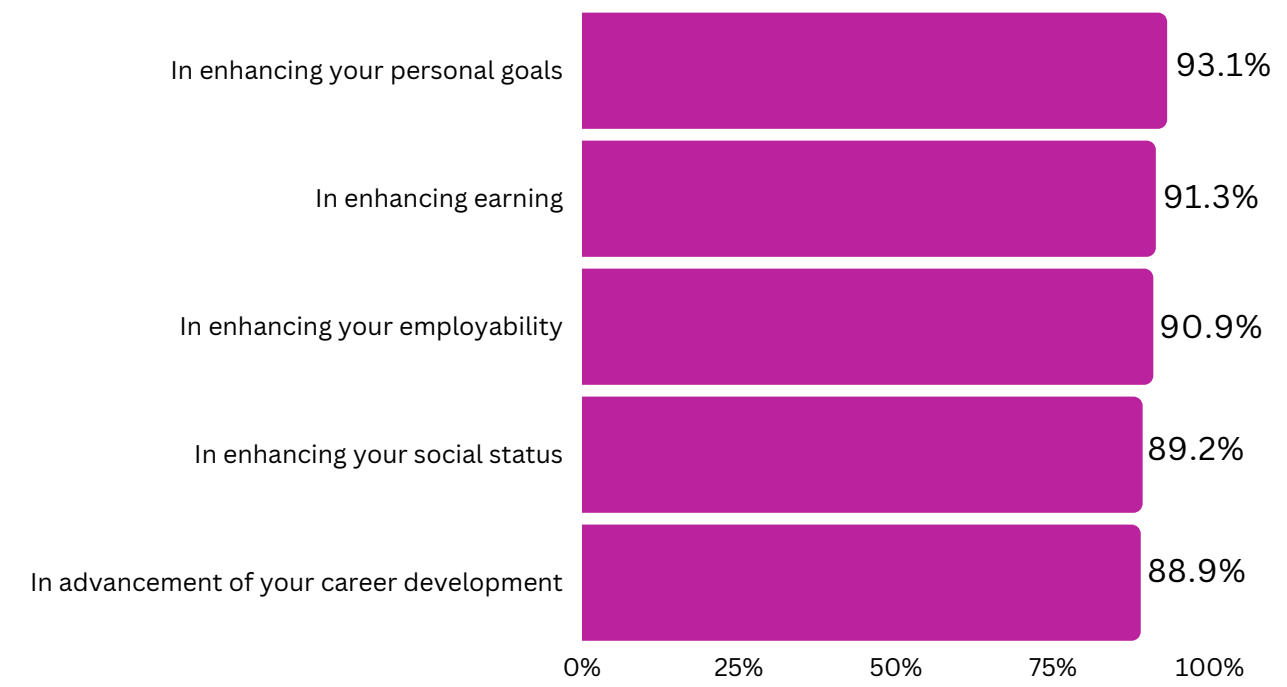 In enhancing your personal goals 93.1%
In enhancing earning 91.3%
In enhancing your employability 90.9%
In enhancing your social status 89.2%
In advancement of your career development 88.9%
0% 25% 50% 75% 100%